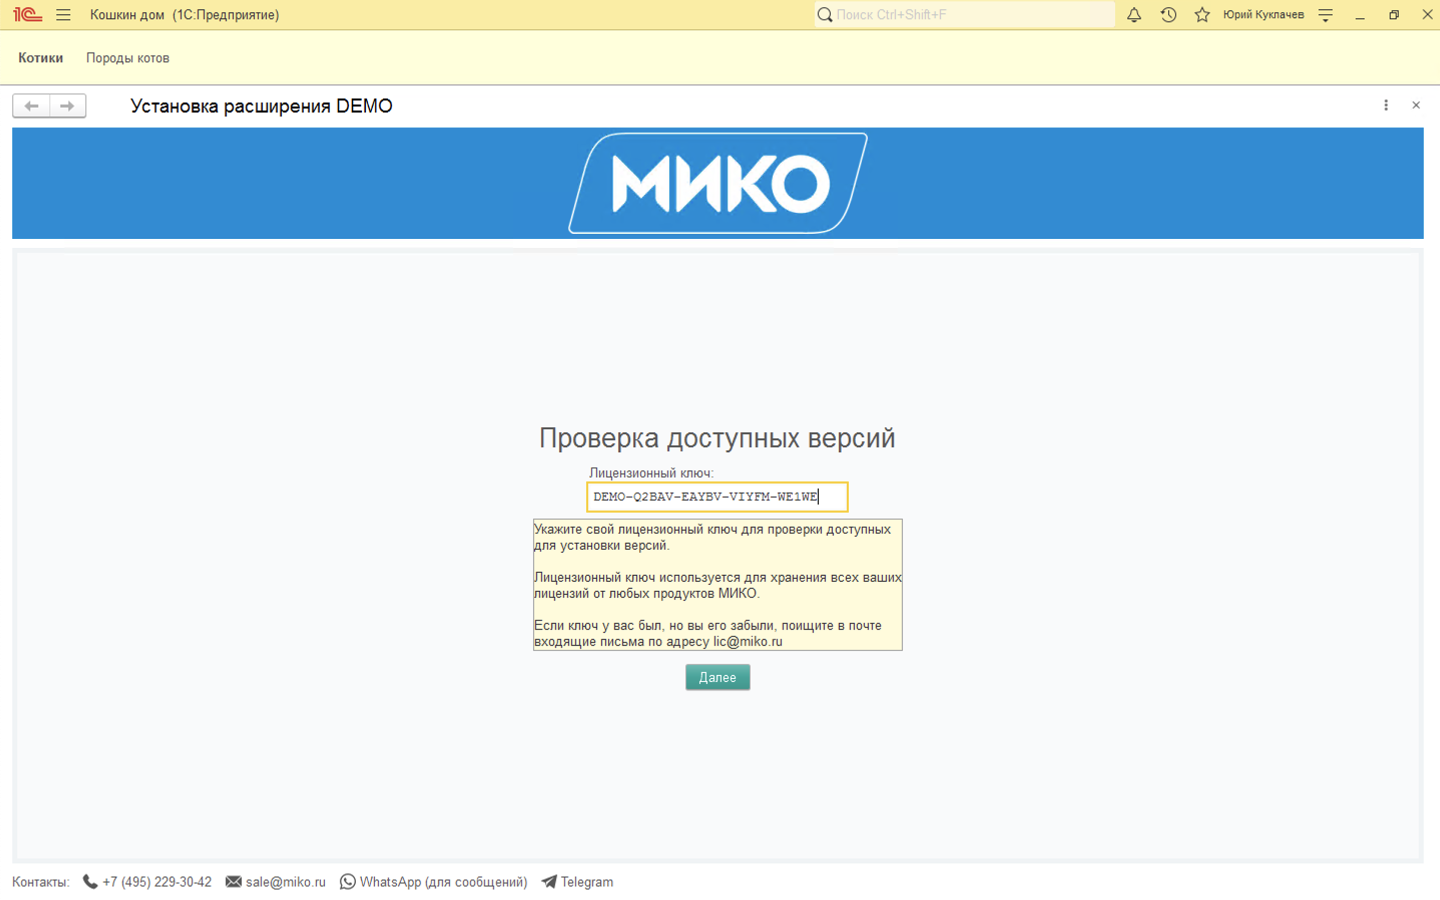 1С Кошкин дом (1С:Предприятие) Поиск Ctrl+Shift+F Юрий Куклачев
Котики Породы котов
Установка расширения DEMO
МИКО
Проверка доступных версий
Лицензионный ключ:
DEMO-Q2BAV-EAYBV-VIYFM-WE1WE
Укажите свой лицензионный ключ для проверки доступных
для установки версий.
Лицензионный ключ используется для хранения всех ваших
лицензий от любых продуктов МИКО.
Если ключ у вас был, но вы его забыли, поищите в почте
входящие письма по адресу lic@miko.ru
Далее
Контакты: +7 (495) 229-30-42 sale@miko.ru WhatsApp (для сообщений) Telegram